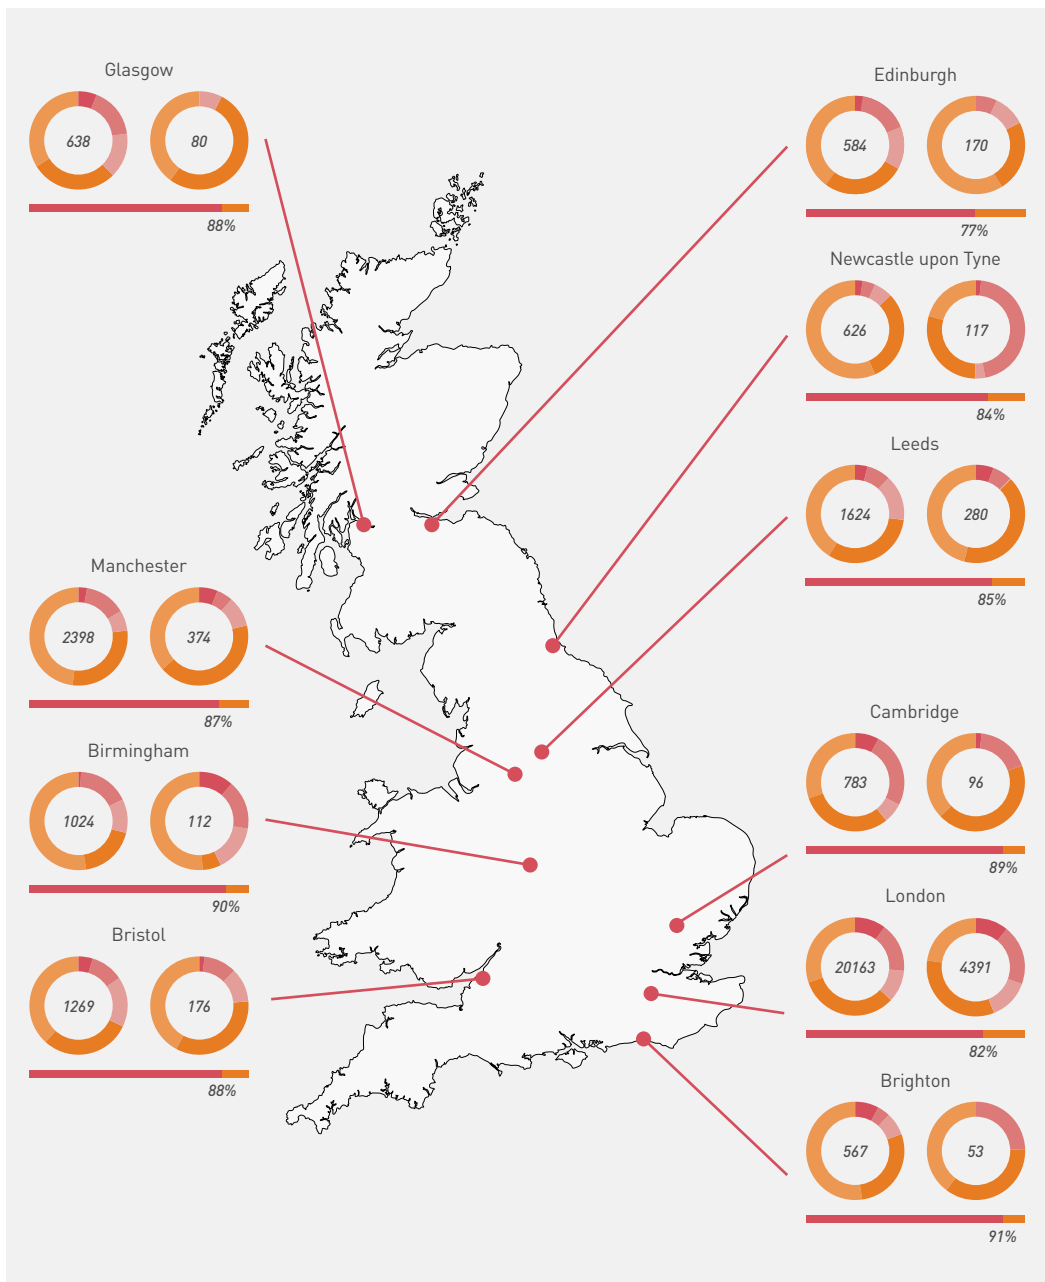 Glasgow
638 80
88%
Edinburgh
584 170
77%
Newcastle upon Tyne
626 117
84%
Leeds
1624 280
85%
Manchester
2398 374
87%
Birmingham
1024 112
90%
Bristol
1269 176
88%
Cambridge
783 96
89%
London
20163 4391
82%
Brighton
567 53
91%